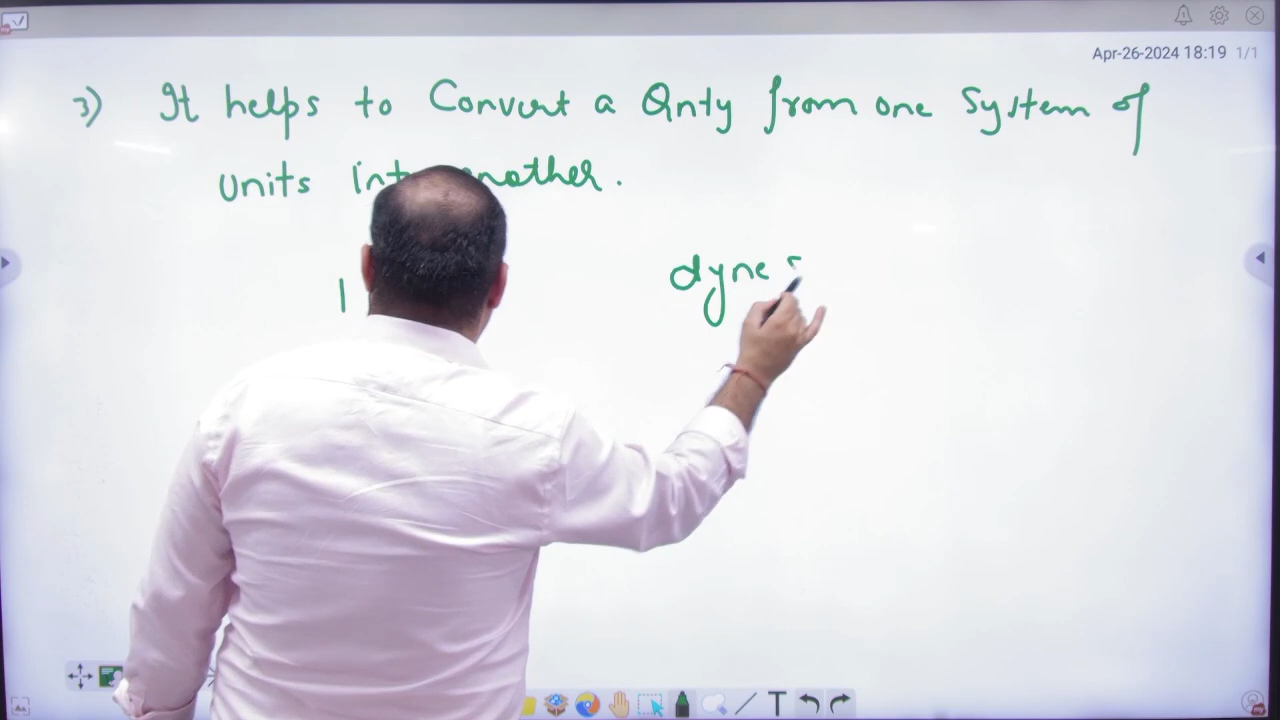 Apr-26-2024 18:19 1/1
3) It helps to Convert a Qnty from one System of
units into another.
1 dyne
T